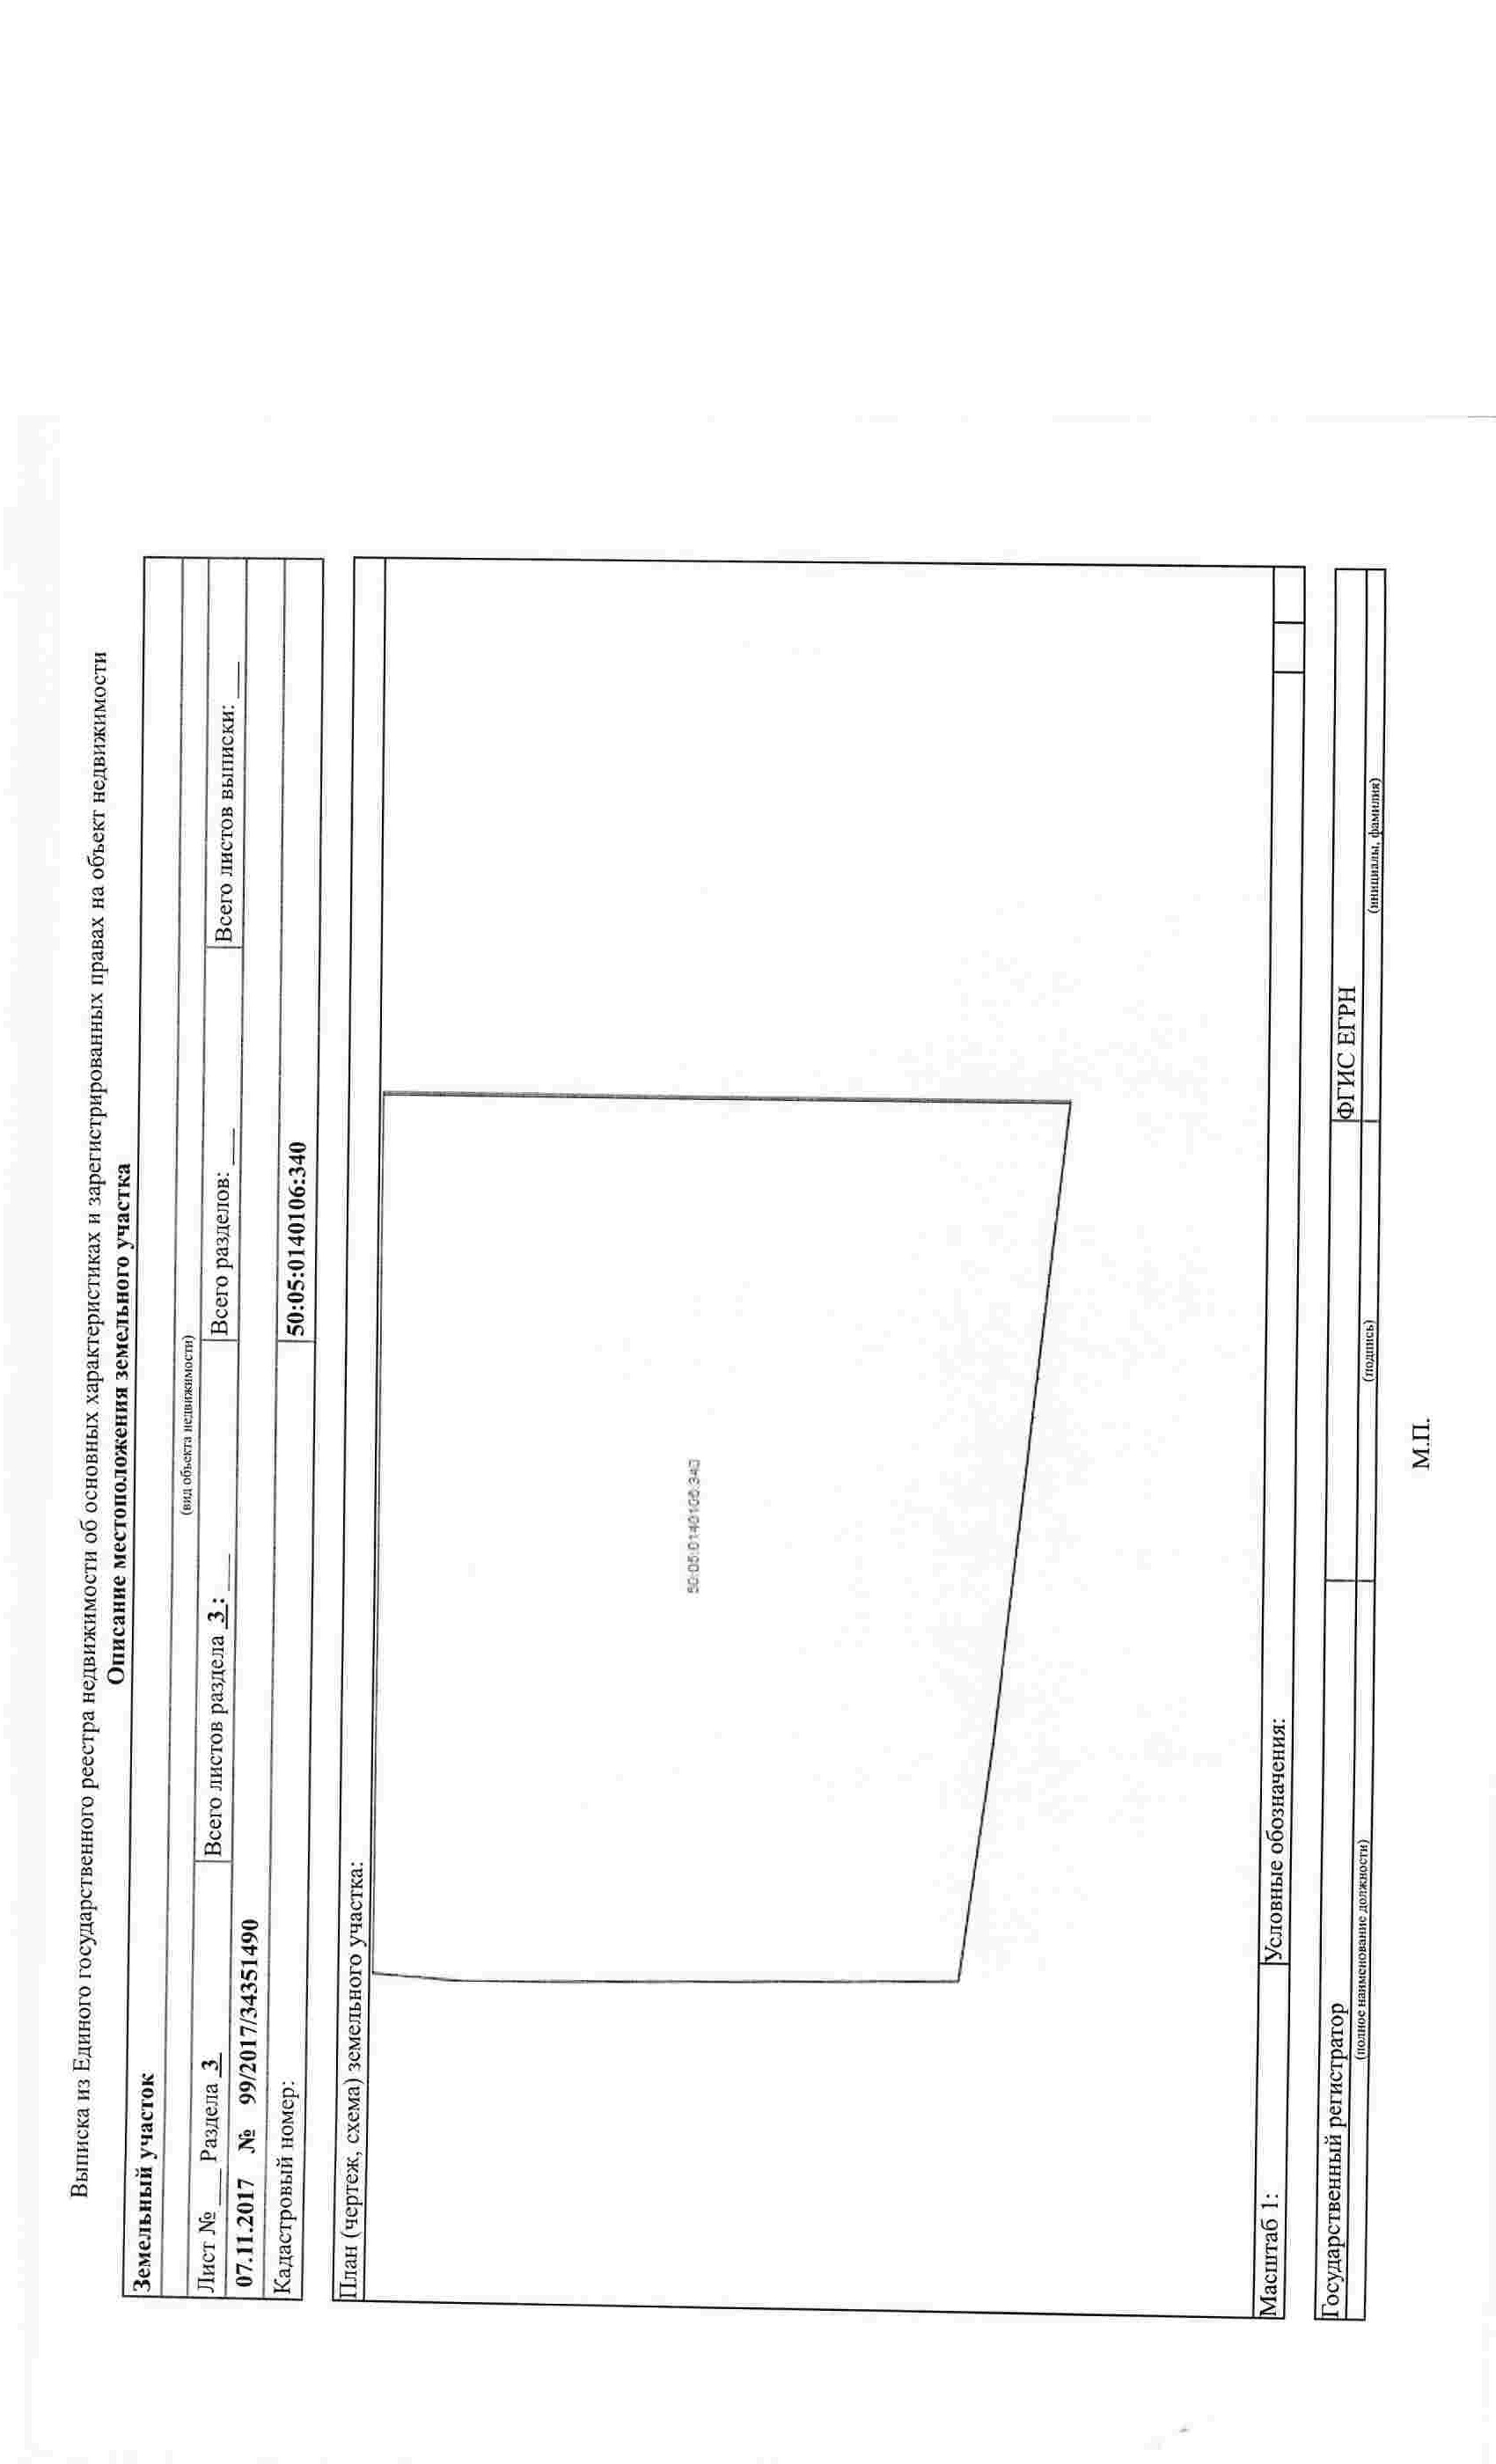 Выписка из Единого государственного реестра недвижимости об основных характеристиках и зарегистрированных правах на объект недвижимости
Описание местоположения земельного участка
Земельный участок
(вид объекта недвижимости)
Лист № ___ Раздела 3 Всего листов раздела 3 : ___ Всего разделов: ___ Всего листов выписки: ___
07.11.2017 № 99/2017/34351490
Кадастровый номер: 50:05:0140106:340
План (чертеж, схема) земельного участка:
50:05:0140106:340
Масштаб 1: Условные обозначения:
Государственный регистратор ФГИС ЕГРН
(полное наименование должности) (подпись) (инициалы, фамилия)
М.П.